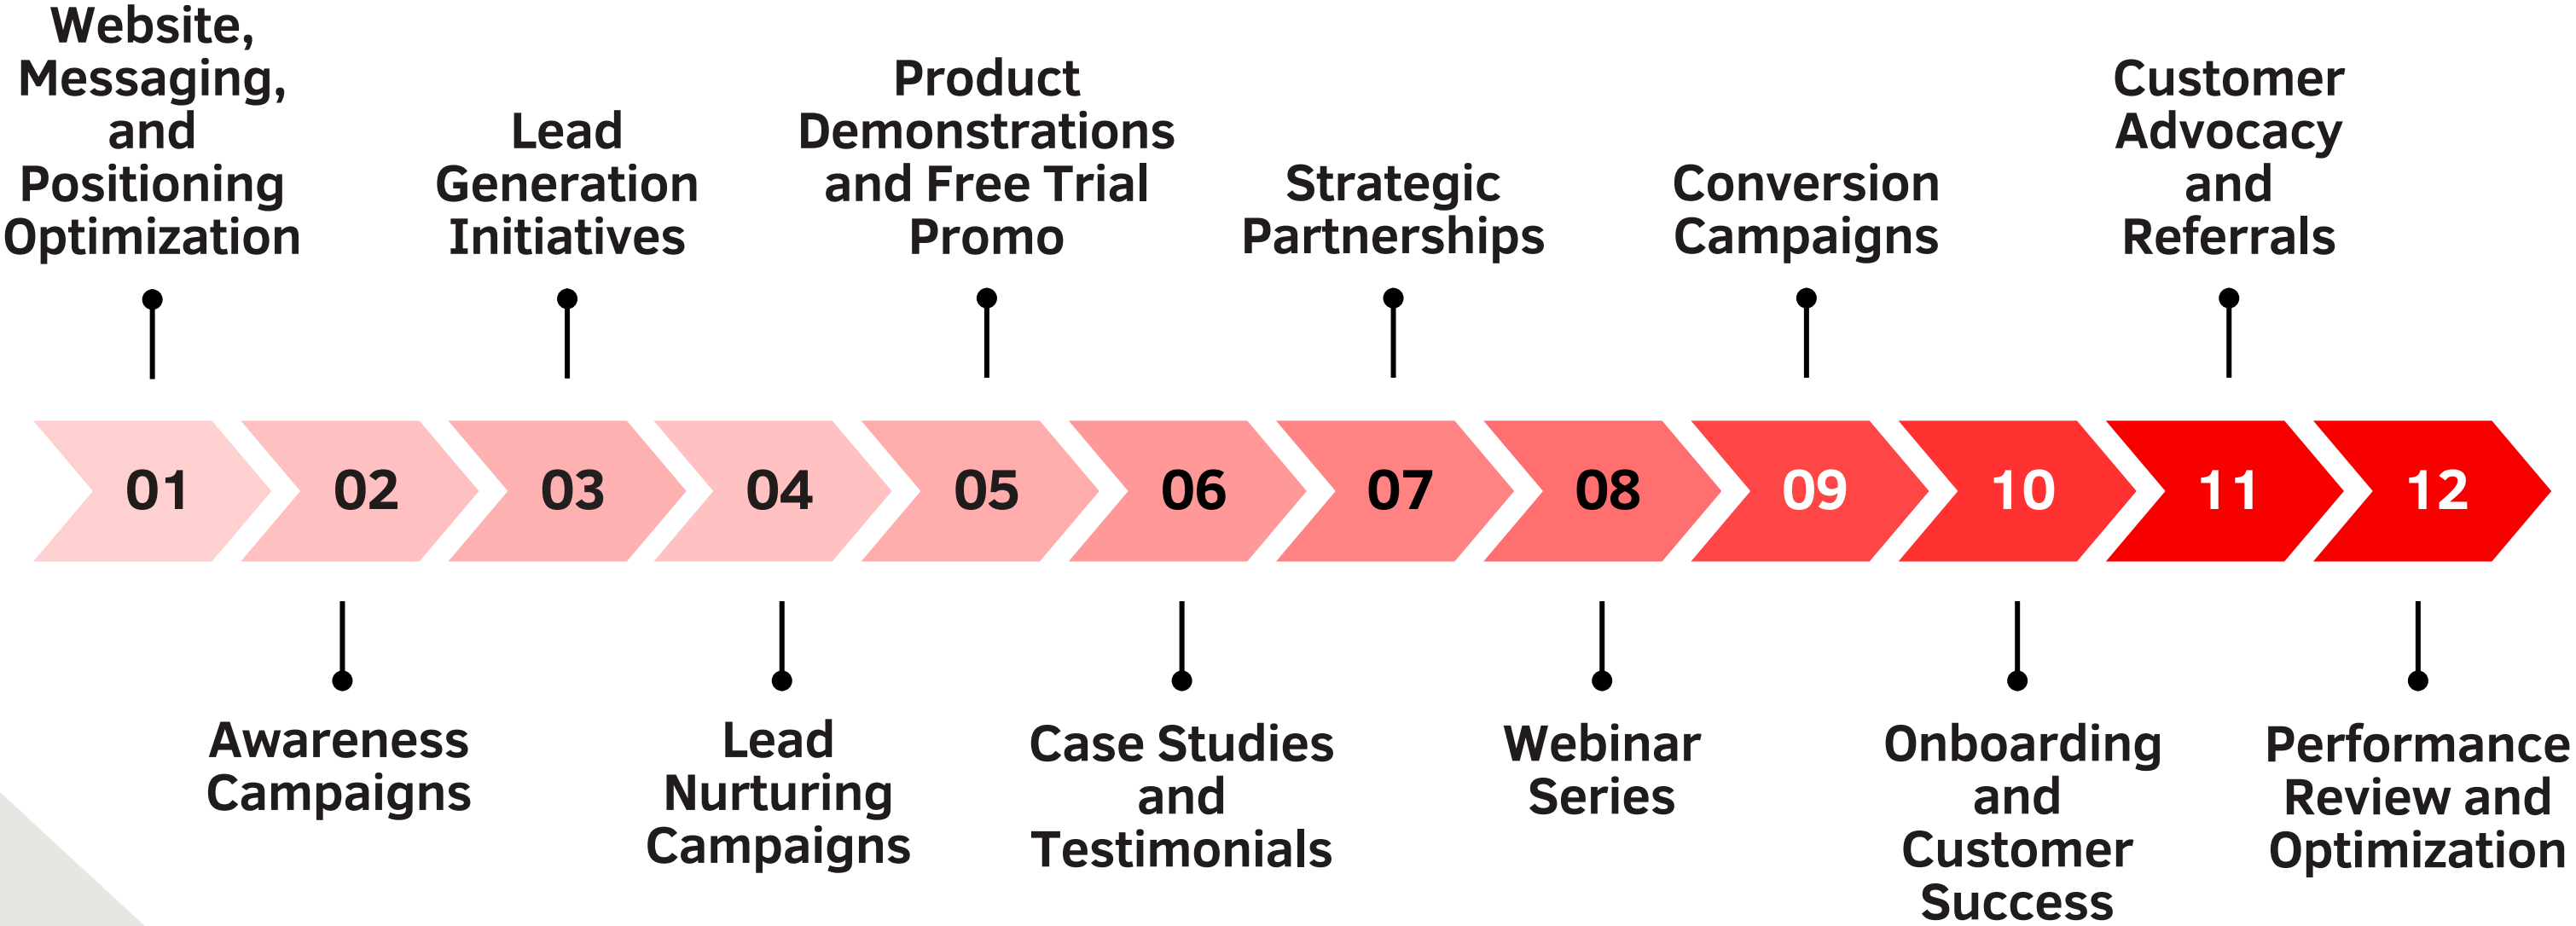 Website,
Messaging,
and
Positioning
Optimization
Lead
Generation
Initiatives
Product
Demonstrations
and Free Trial
Promo
Strategic
Partnerships
Conversion
Campaigns
Customer
Advocacy
and
Referrals
01 02 03 04 05 06 07 08 09 10 11 12
Awareness
Campaigns
Lead
Nurturing
Campaigns
Case Studies
and
Testimonials
Webinar
Series
Onboarding
and
Customer
Success
Performance
Review and
Optimization